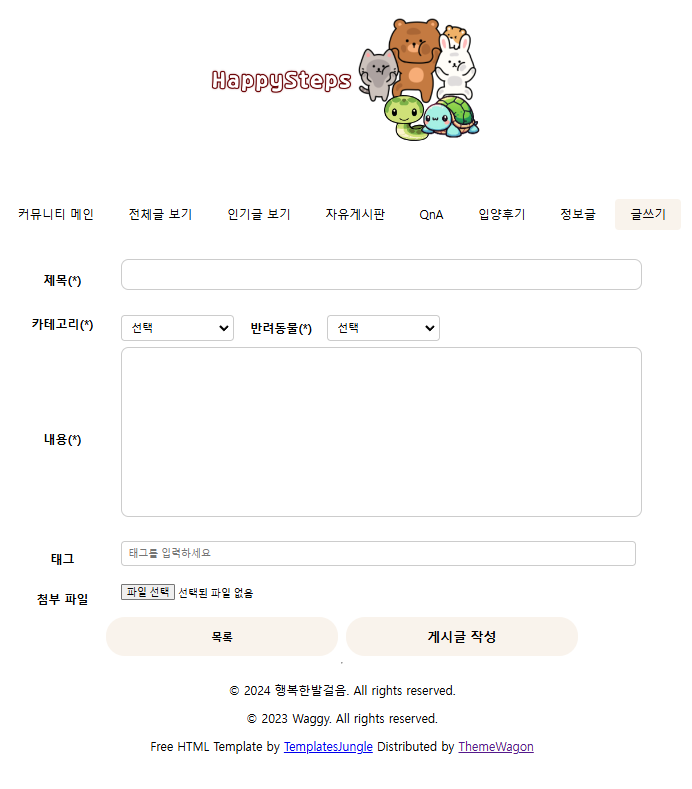 HappySteps
커뮤니티 메인 전체글 보기 인기글 보기 자유게시판 QnA 입양후기 정보글 글쓰기
제목(*)
카테고리(*) 선택 반려동물(*) 선택
내용(*)
태그 태그를 입력하세요
첨부 파일 파일 선택 선택된 파일 없음
목록 게시글 작성
© 2024 행복한발걸음. All rights reserved.
© 2023 Waggy. All rights reserved.
Free HTML Template by TemplatesJungle Distributed by ThemeWagon